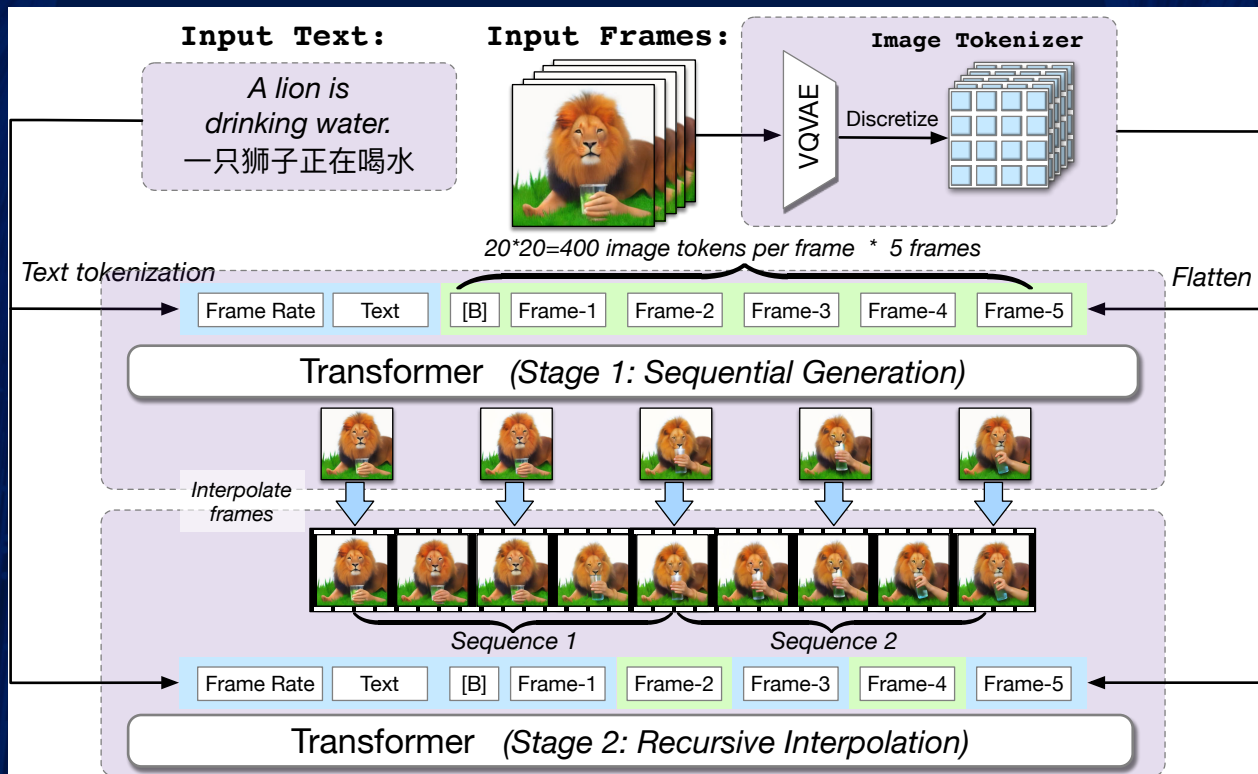 Input Text:
A lion is
drinking water.
一只狮子正在喝水
Input Frames:
Image Tokenizer
VQVAE
Discretize
20*20=400 image tokens per frame * 5 frames
Text tokenization
Flatten
Frame Rate Text [B] Frame-1 Frame-2 Frame-3 Frame-4 Frame-5
Transformer (Stage 1: Sequential Generation)
Interpolate
frames
Sequence 1 Sequence 2
Frame Rate Text [B] Frame-1 Frame-2 Frame-3 Frame-4 Frame-5
Transformer (Stage 2: Recursive Interpolation)